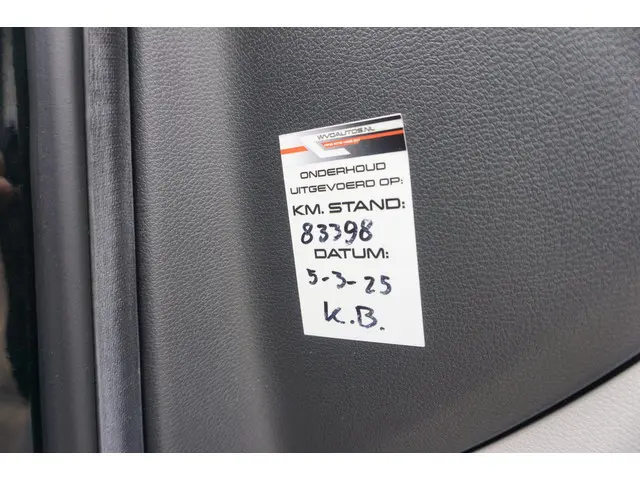 WVDAUTOS.NL
ONDERHOUD
UITGEVOERD OP:
KM. STAND:
83398
DATUM:
5-3-25
K.B.